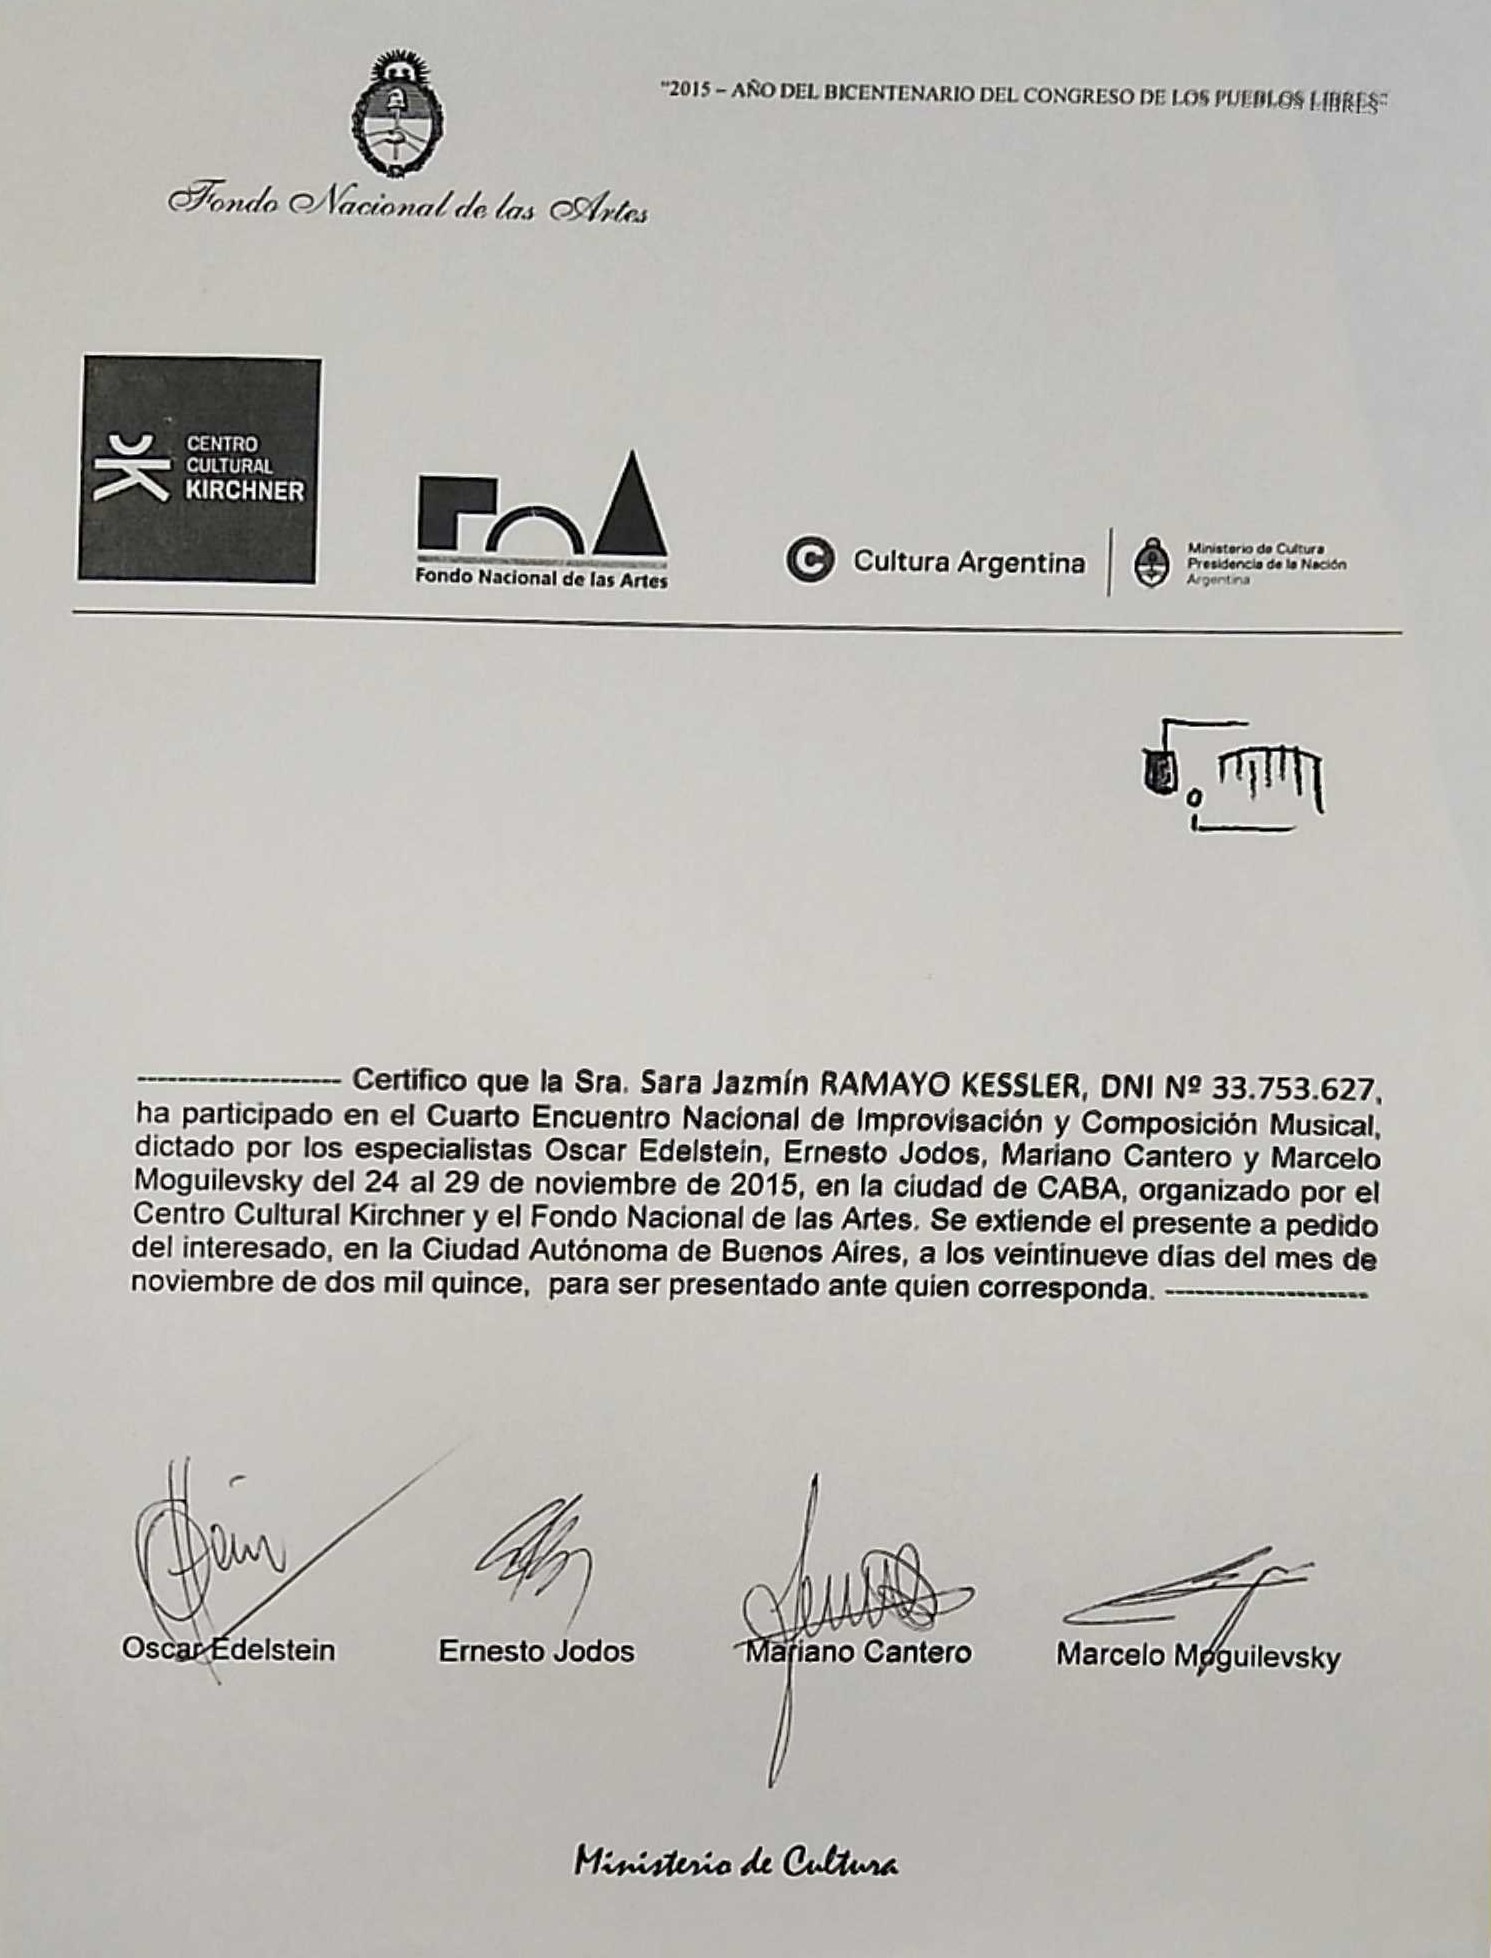 "2015 – AÑO DEL BICENTENARIO DEL CONGRESO DE LOS PUEBLOS LIBRES"
Fondo Nacional de las Artes
CENTRO
CULTURAL
KIRCHNER
Fondo Nacional de las Artes
Cultura Argentina
Ministerio de Cultura
Presidencia de la Nación
Argentina
-------------------- Certifico que la Sra. Sara Jazmín RAMAYO KESSLER, DNI Nº 33.753.627,
ha participado en el Cuarto Encuentro Nacional de Improvisación y Composición Musical,
dictado por los especialistas Oscar Edelstein, Ernesto Jodos, Mariano Cantero y Marcelo
Moguilevsky del 24 al 29 de noviembre de 2015, en la ciudad de CABA, organizado por el
Centro Cultural Kirchner y el Fondo Nacional de las Artes. Se extiende el presente a pedido
del interesado, en la Ciudad Autónoma de Buenos Aires, a los veintinueve días del mes de
noviembre de dos mil quince,  para ser presentado ante quien corresponda. --------------------
Oscar Edelstein Ernesto Jodos Mariano Cantero Marcelo Moguilevsky
Ministerio de Cultura